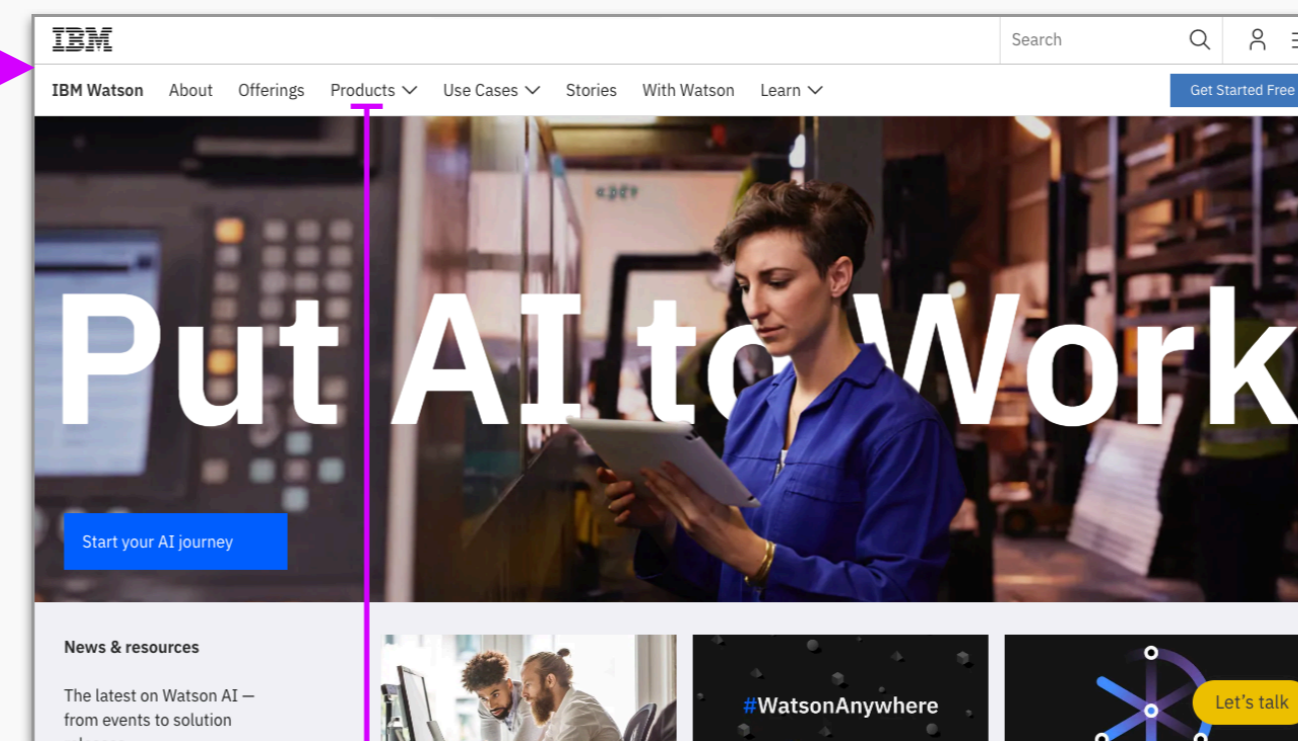 IBM
Search
IBM Watson About Offerings Products Use Cases Stories With Watson Learn
Get Started Free
Put AI to Work
Start your AI journey
News & resources
The latest on Watson AI —
from events to solution
#WatsonAnywhere
Let's talk